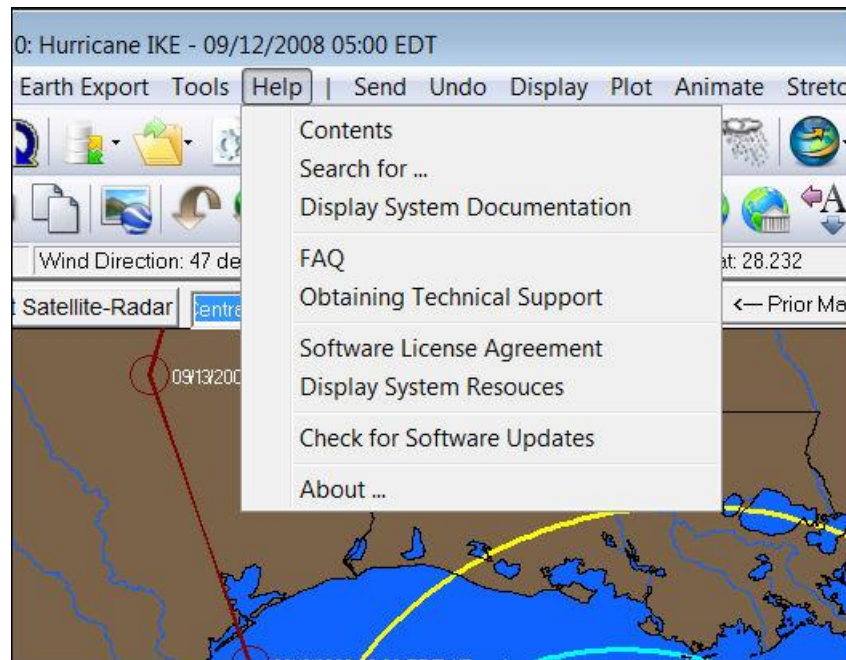 0: Hurricane IKE - 09/12/2008 05:00 EDT
Earth Export Tools Help | Send Undo Display Plot Animate Stretc
Contents
Search for ...
Display System Documentation
Wind Direction: 47 de
at: 28.232
FAQ
Obtaining Technical Support
t Satellite-Radar
Centre
<— Prior Ma
Software License Agreement
09/13/200
Display System Resouces
Check for Software Updates
About ...